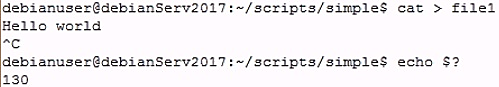 debianuser@debianServ2017:~/scripts/simple$ cat > file1
Hello world
^C
debianuser@debianServ2017:~/scripts/simple$ echo $?
130